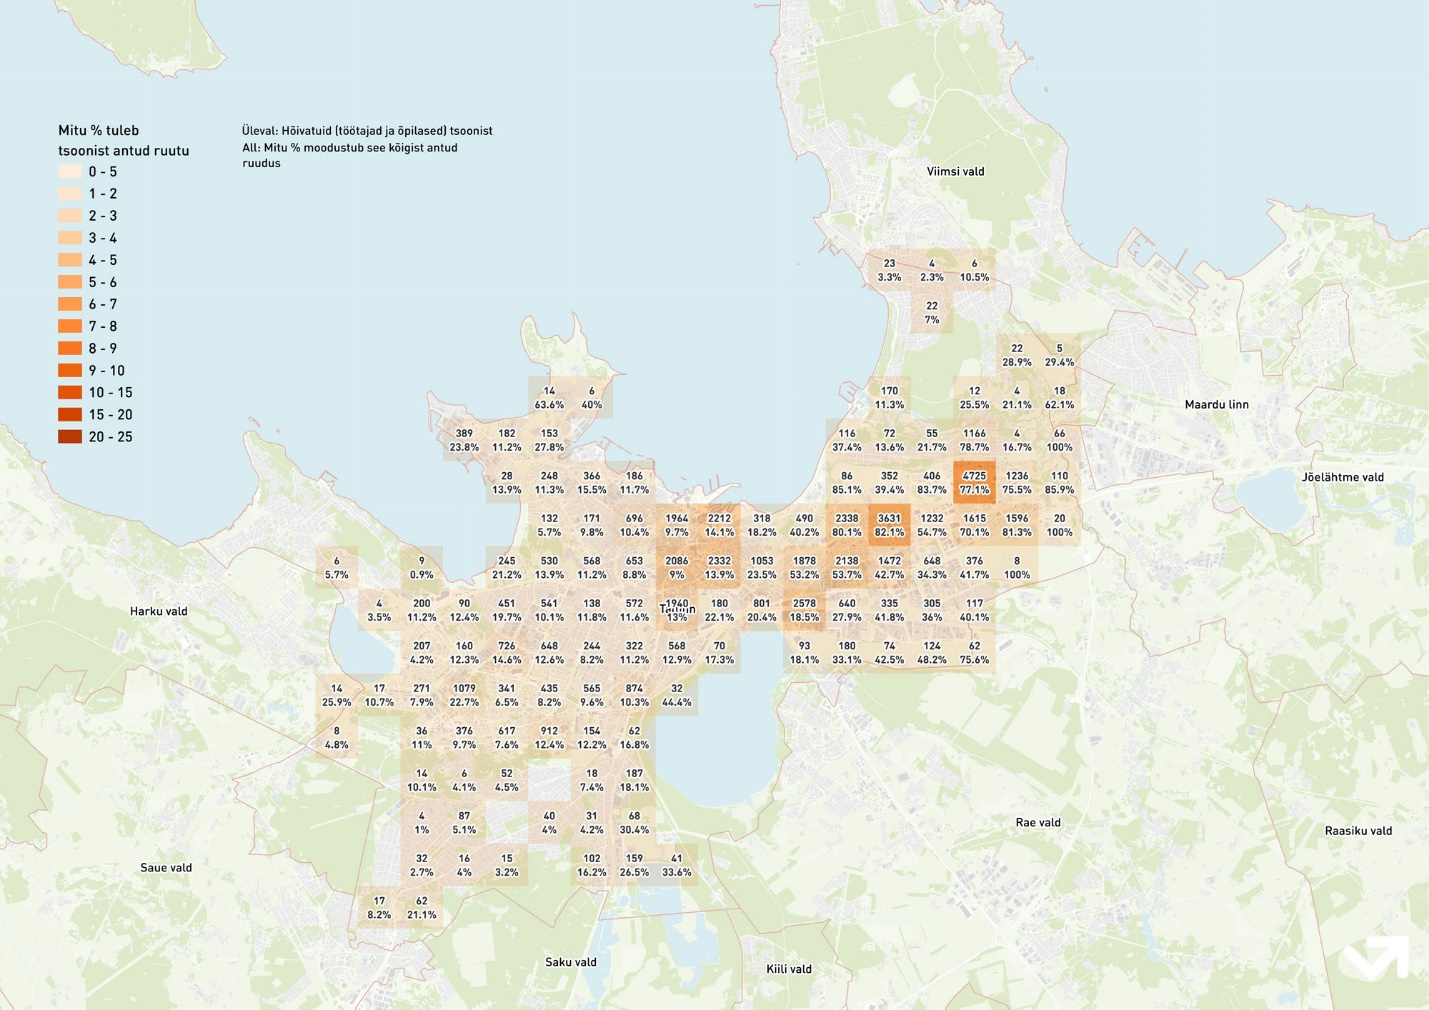 Mitu % tuleb
tsoonist antud ruutu
0 - 5
1 - 2
2 - 3
3 - 4
4 - 5
5 - 6
6 - 7
7 - 8
8 - 9
9 - 10
10 - 15
15 - 20
20 - 25
Üleval: Hõivatuid (töötajad ja õpilased) tsoonist
All: Mitu % moodustub see kõigist antud
ruudus
Viimsi vald
23 4 6
3.3% 2.3% 10.5%
22
7%
22 5
28.9% 29.4%
14 6 170 12 4 18
63.6% 40% 11.3% 25.5% 21.1% 62.1%
Maardu linn
389 182 153 116 72 55 1166 4 66
23.8% 11.2% 27.8% 37.4% 13.6% 21.7% 78.7% 16.7% 100%
28 248 366 186 86 352 406 4725 1236 110
13.9% 11.3% 15.5% 11.7% 85.1% 39.4% 83.7% 77.1% 75.5% 85.9%
Jõelähtme vald
132 171 696 1964 2212 318 490 2338 3631 1232 1615 1596 20
5.7% 9.8% 10.4% 9.7% 14.1% 18.2% 40.2% 80.1% 82.1% 54.7% 70.1% 81.3% 100%
6 9 245 530 568 653 2086 2332 1053 1878 2138 1472 648 376 8
5.7% 0.9% 21.2% 13.9% 11.2% 8.8% 9% 13.9% 23.5% 53.2% 53.7% 42.7% 34.3% 41.7% 100%
Harku vald
4 200 90 451 541 138 572 1940 180 801 2578 640 335 305 117
Tallinn
3.5% 11.2% 12.4% 19.7% 10.1% 11.8% 11.6% 13% 22.1% 20.4% 18.5% 27.9% 41.8% 36% 40.1%
207 160 726 648 244 322 568 70 93 180 74 124 62
4.2% 12.3% 14.6% 12.6% 8.2% 11.2% 12.9% 17.3% 18.1% 33.1% 42.5% 48.2% 75.6%
14 17 271 1079 341 435 565 874 32
25.9% 10.7% 7.9% 22.7% 6.5% 8.2% 9.6% 10.3% 44.4%
8 36 376 617 912 154 62
4.8% 11% 9.7% 7.6% 12.4% 12.2% 16.8%
14 6 52 18 187
10.1% 4.1% 4.5% 7.4% 18.1%
4 87 40 31 68
1% 5.1% 4% 4.2% 30.4%
Rae vald
Raasiku vald
32 16 15 102 159 41
2.7% 4% 3.2% 16.2% 26.5% 33.6%
Saue vald
17 62
8.2% 21.1%
Saku vald
Kiili vald